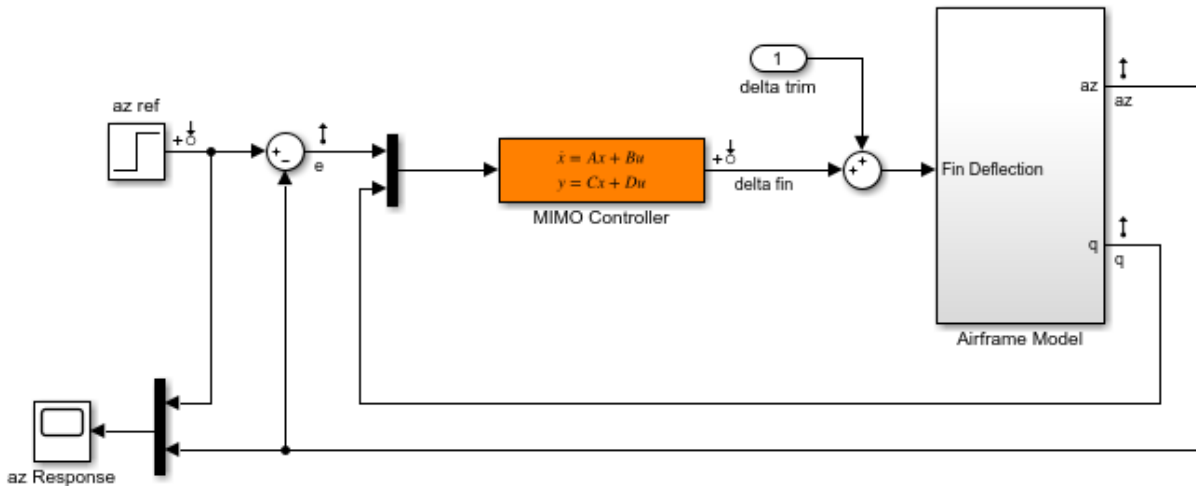 1
delta trim
az ref
az
az
+
+
-
e
ẋ = Ax + Bu
y = Cx + Du
+
delta fin
+
+
Fin Deflection
MIMO Controller
q
q
Airframe Model
az Response